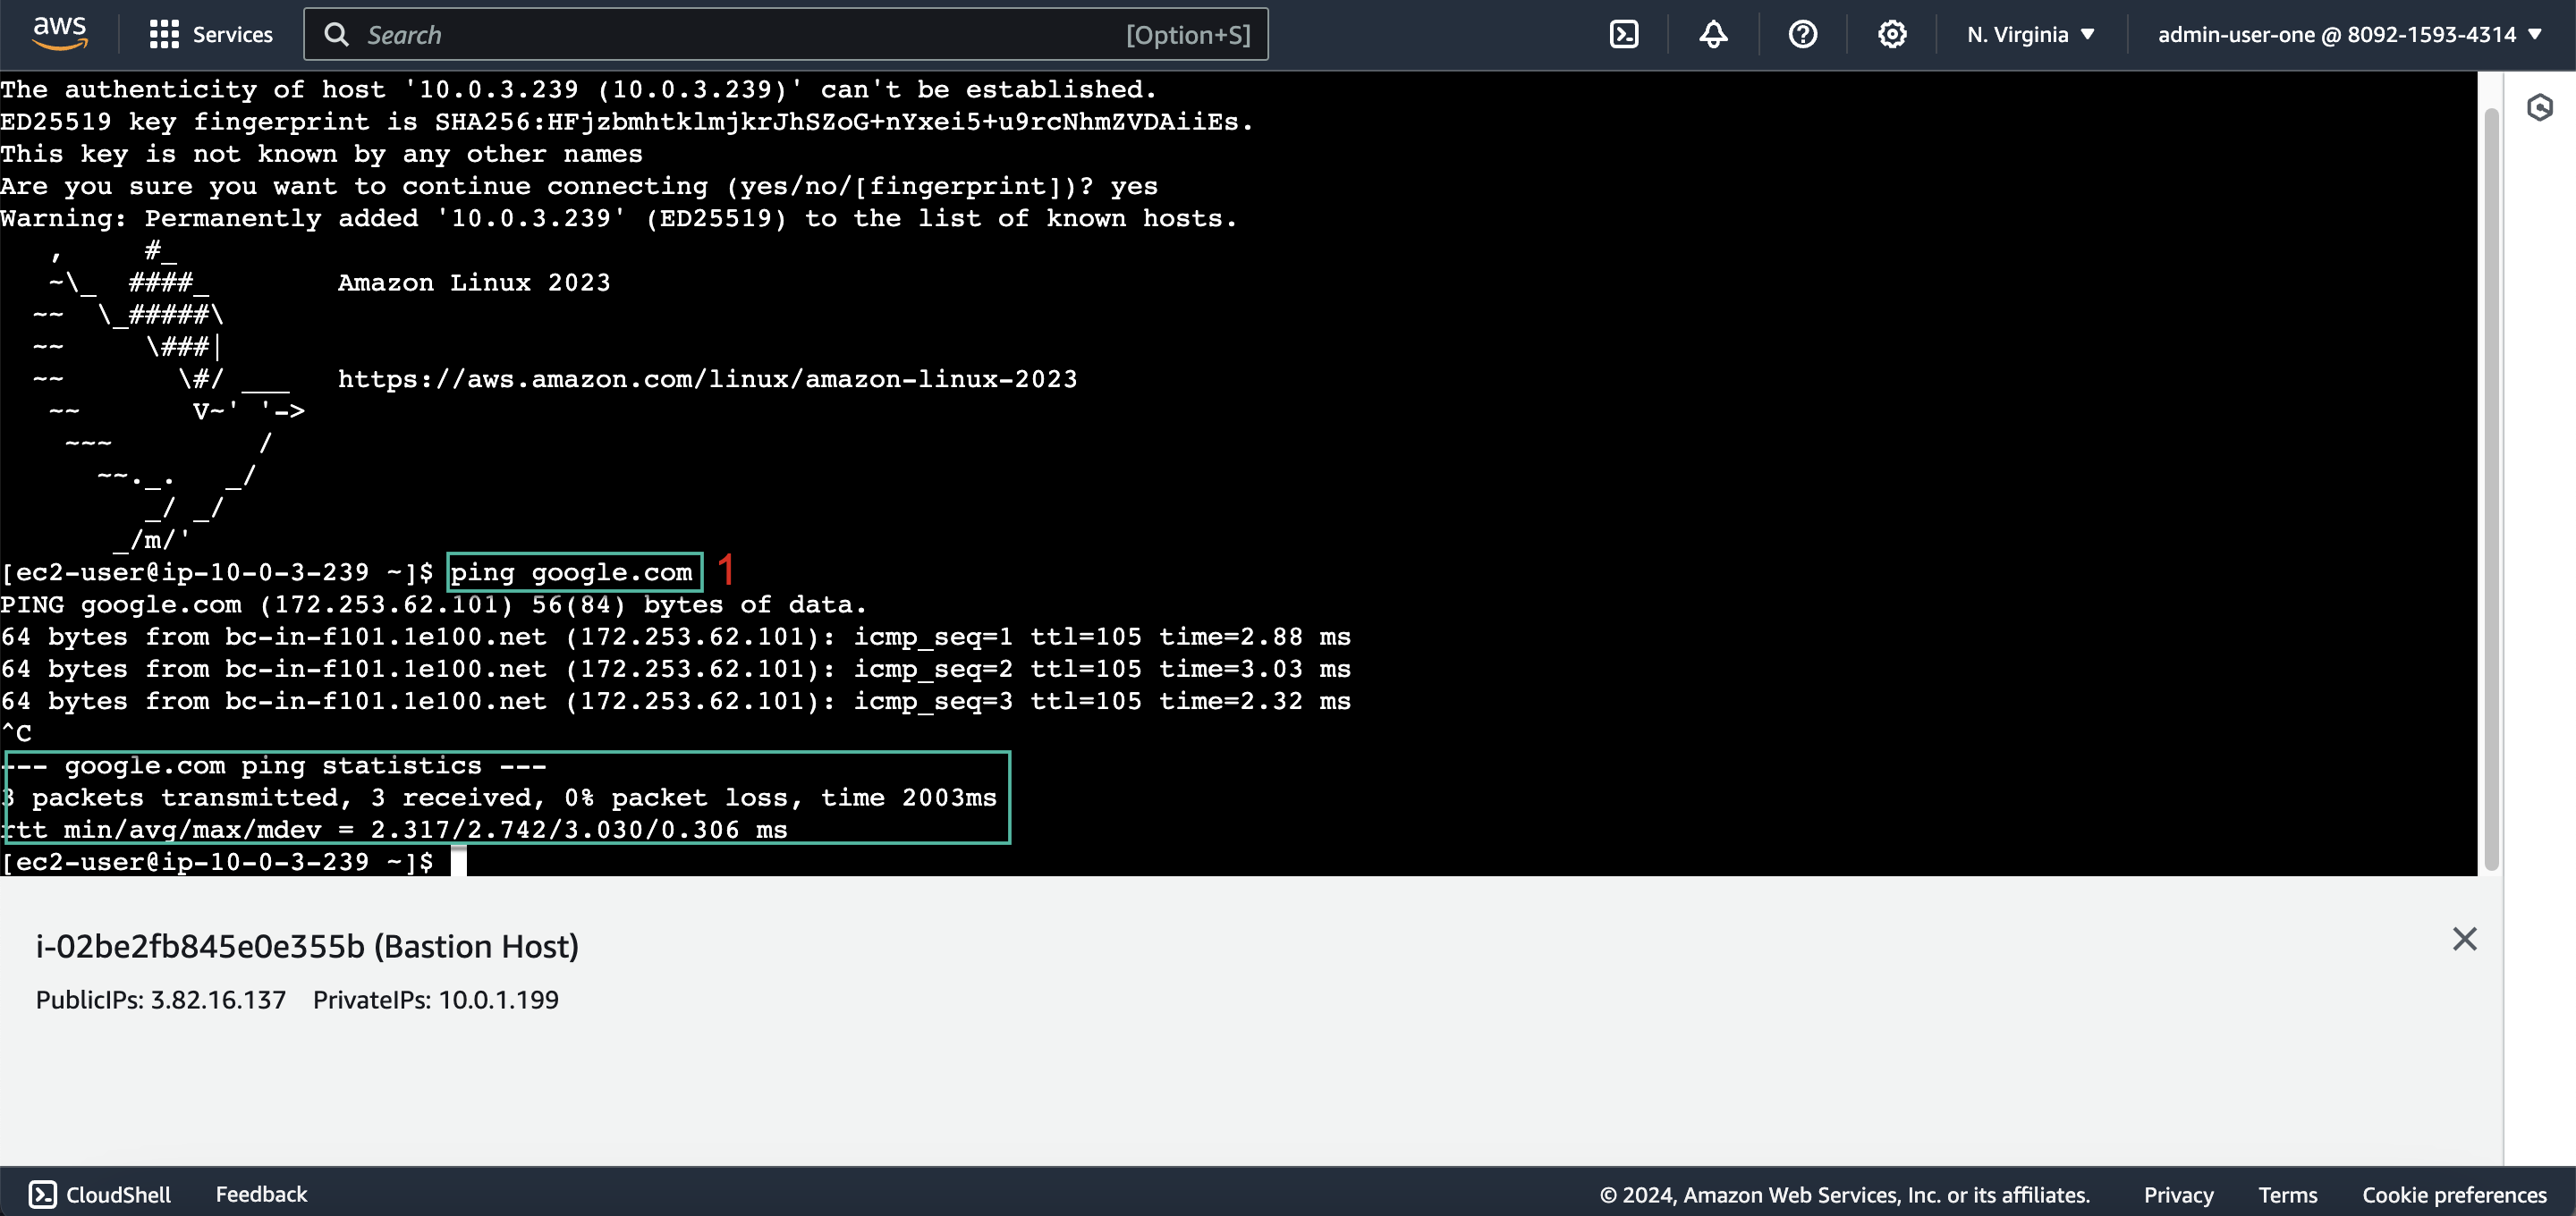 aws Services Search [Option+S] N. Virginia ▼ admin-user-one @ 8092-1593-4314 ▼
The authenticity of host '10.0.3.239 (10.0.3.239)' can't be established.
ED25519 key fingerprint is SHA256:HFjzbmhtklmjkrJhSZoG+nYxei5+u9rcNhmZVDAiiEs.
This key is not known by any other names
Are you sure you want to continue connecting (yes/no/[fingerprint])? yes
Warning: Permanently added '10.0.3.239' (ED25519) to the list of known hosts.
   ,     #_
   ~\_  ####_        Amazon Linux 2023
  ~~  \_#####\
  ~~     \###|
  ~~       \#/ ___   https://aws.amazon.com/linux/amazon-linux-2023
   ~~       V~' '->
    ~~~         /
      ~~._.   _/
         _/ _/
       _/m/'
[ec2-user@ip-10-0-3-239 ~]$ ping google.com 1
PING google.com (172.253.62.101) 56(84) bytes of data.
64 bytes from bc-in-f101.1e100.net (172.253.62.101): icmp_seq=1 ttl=105 time=2.88 ms
64 bytes from bc-in-f101.1e100.net (172.253.62.101): icmp_seq=2 ttl=105 time=3.03 ms
64 bytes from bc-in-f101.1e100.net (172.253.62.101): icmp_seq=3 ttl=105 time=2.32 ms
^C
--- google.com ping statistics ---
3 packets transmitted, 3 received, 0% packet loss, time 2003ms
rtt min/avg/max/mdev = 2.317/2.742/3.030/0.306 ms
[ec2-user@ip-10-0-3-239 ~]$
i-02be2fb845e0e355b (Bastion Host)
PublicIPs: 3.82.16.137 PrivateIPs: 10.0.1.199
CloudShell Feedback © 2024, Amazon Web Services, Inc. or its affiliates. Privacy Terms Cookie preferences